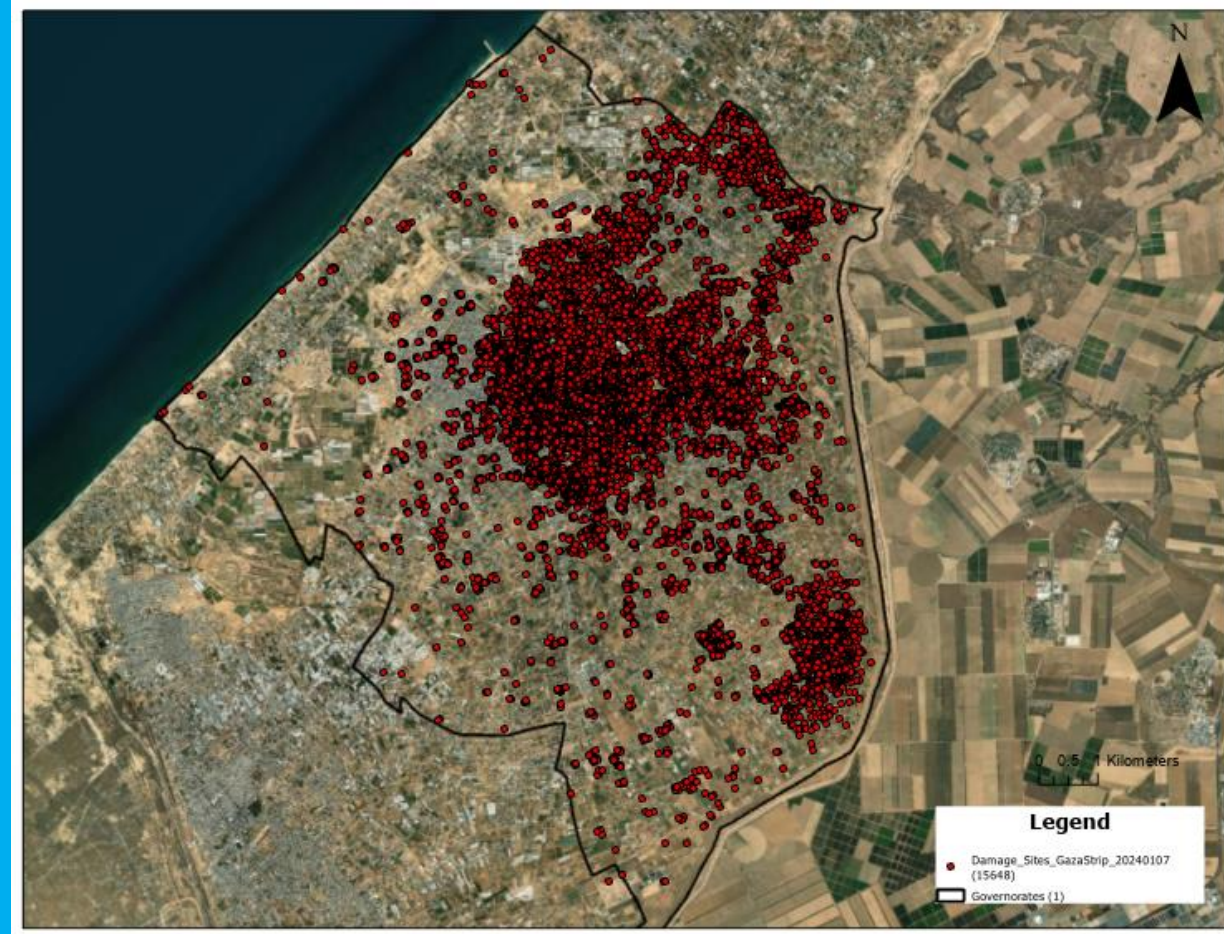 N
0 0.5 1 Kilometers
Legend
Damage_Sites_GazaStrip_20240107
(15648)
Governorates (1)